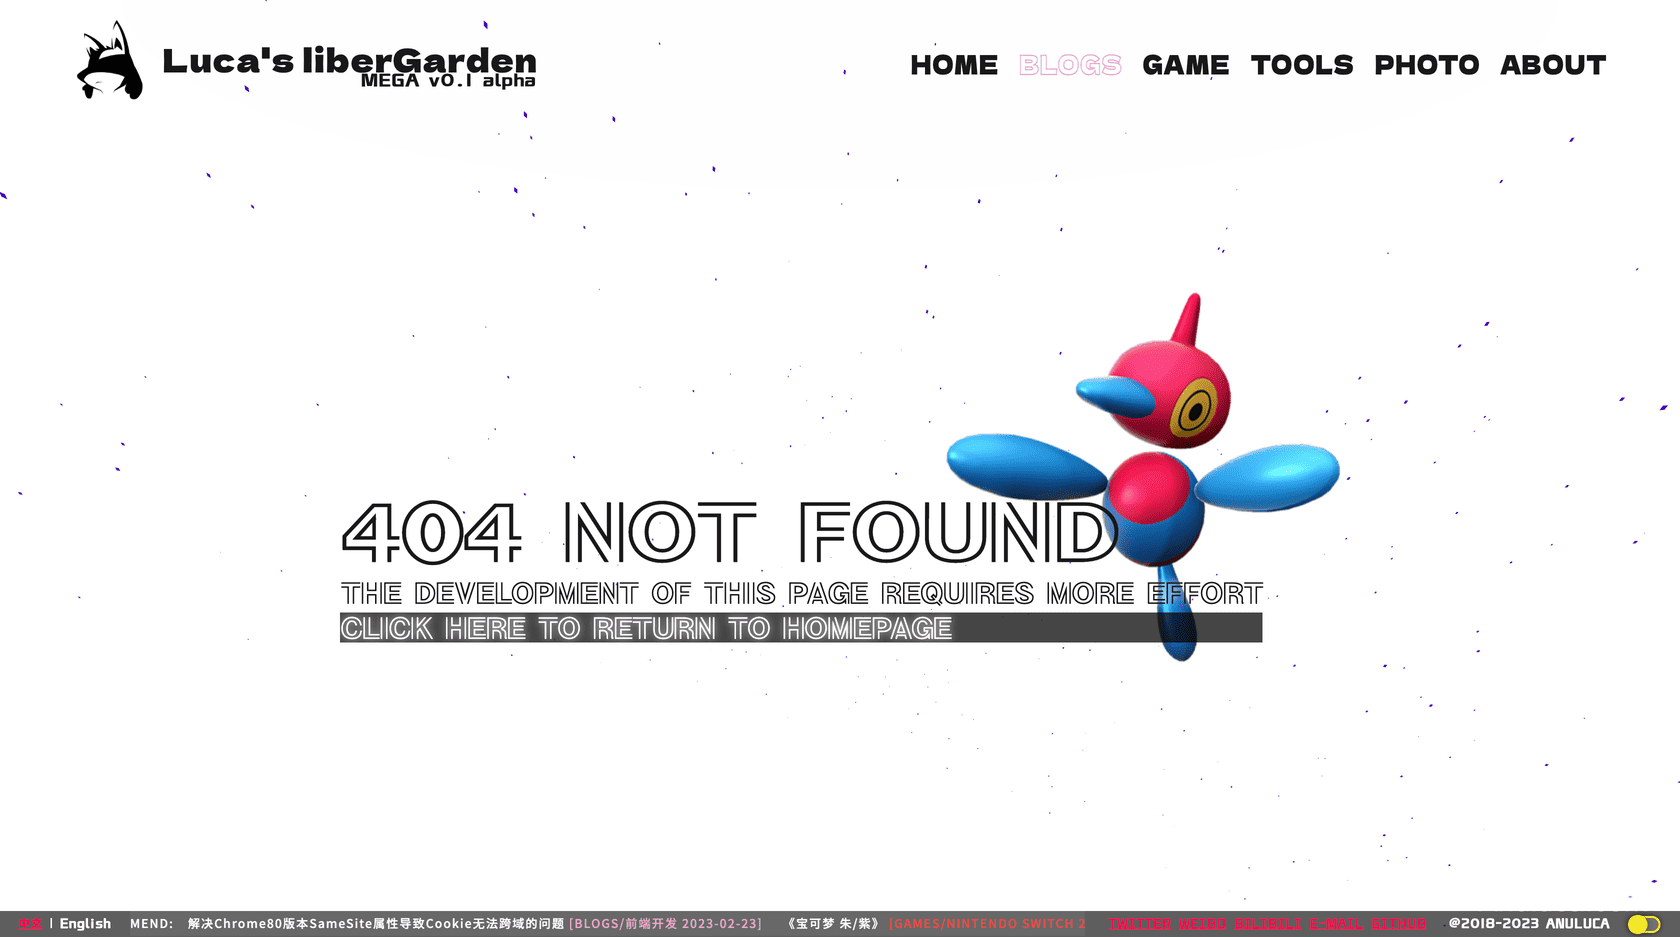 Luca's liberGarden
MEGA v0.1 alpha
HOME BLOGS GAME TOOLS PHOTO ABOUT
404 NOT FOUND
THE DEVELOPMENT OF THIS PAGE REQUIRES MORE EFFORT
CLICK HERE TO RETURN TO HOMEPAGE
中文 | English MEND: 解决Chrome80版本SameSite属性导致Cookie无法跨域的问题 [BLOGS/前端开发 2023-02-23] 《宝可梦 朱/紫》 [GAMES/NINTENDO SWITCH 2 TWITTER WEIBO BILIBILI E-MAIL GITHUB @2018-2023 ANULUCA